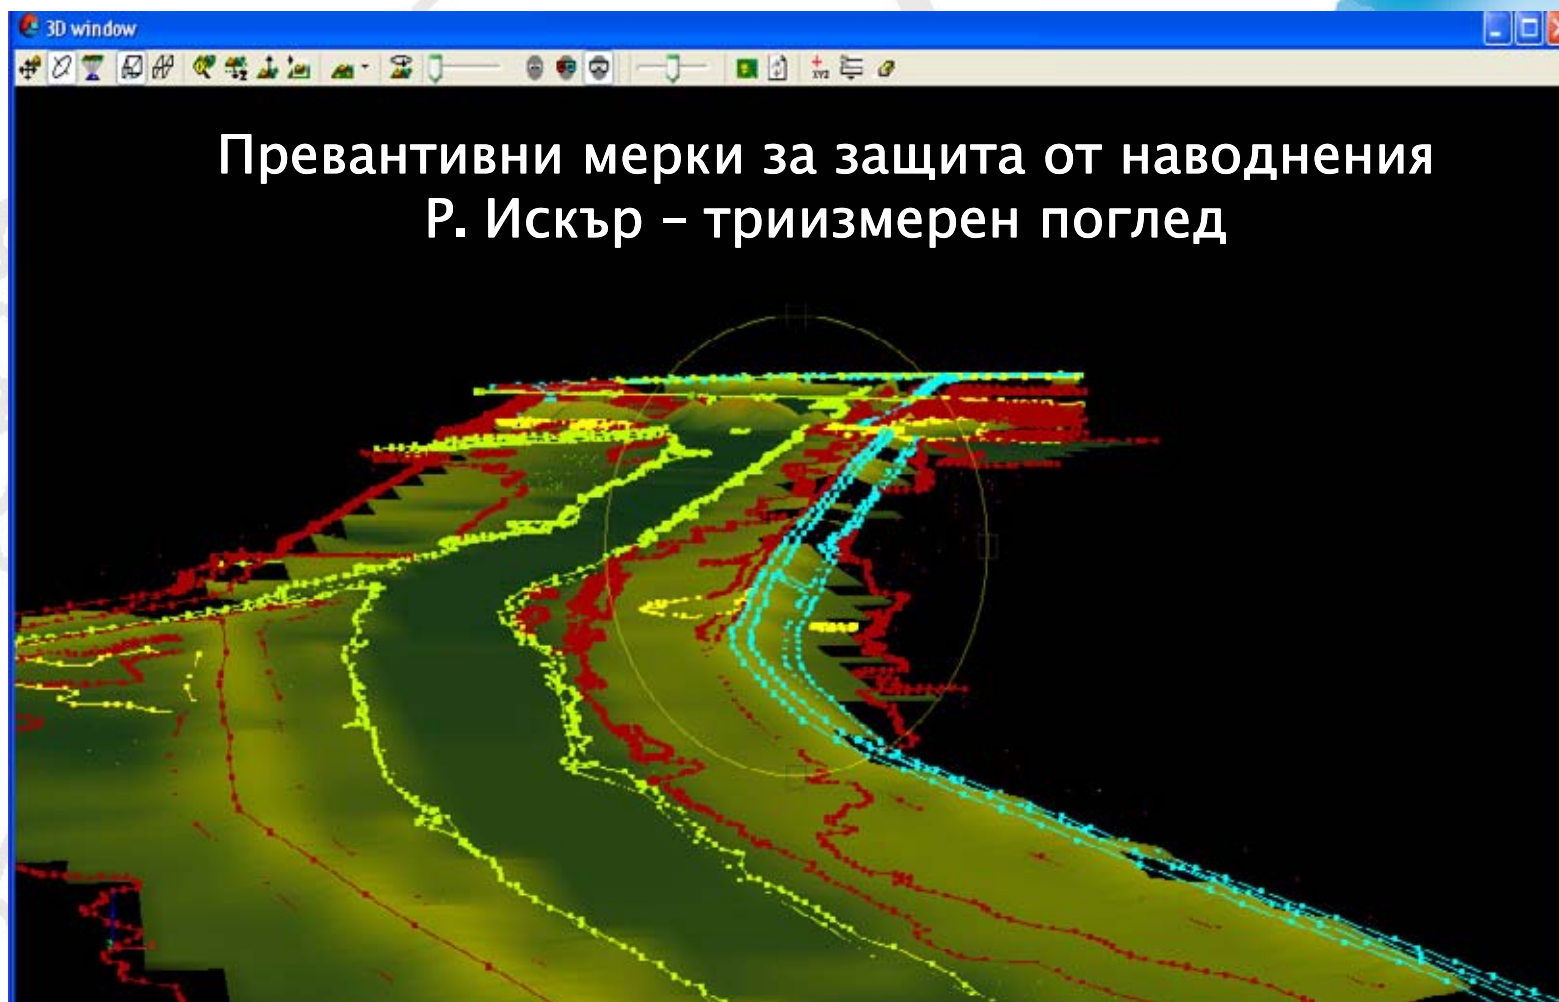 3D window
Превантивни мерки за защита от наводнения
Р. Искър – триизмерен поглед